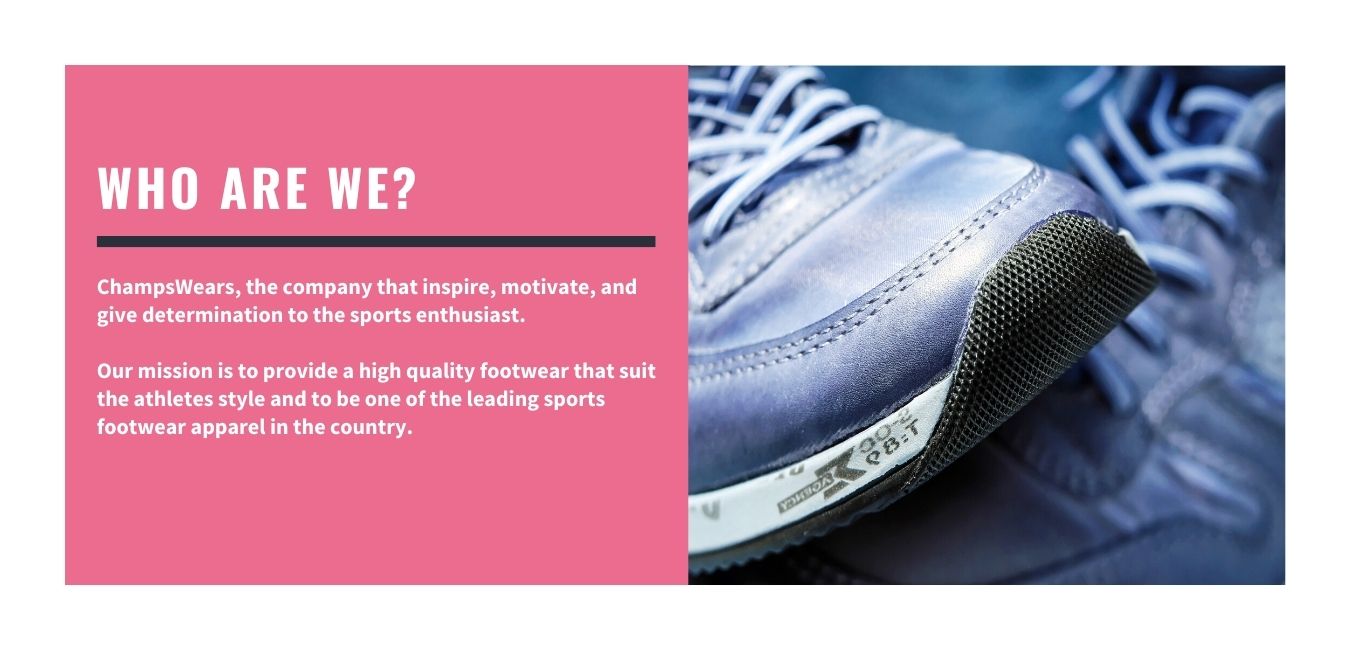 WHO ARE WE?
ChampsWears, the company that inspire, motivate, and
give determination to the sports enthusiast.
Our mission is to provide a high quality footwear that suit
the athletes style and to be one of the leading sports
footwear apparel in the country.